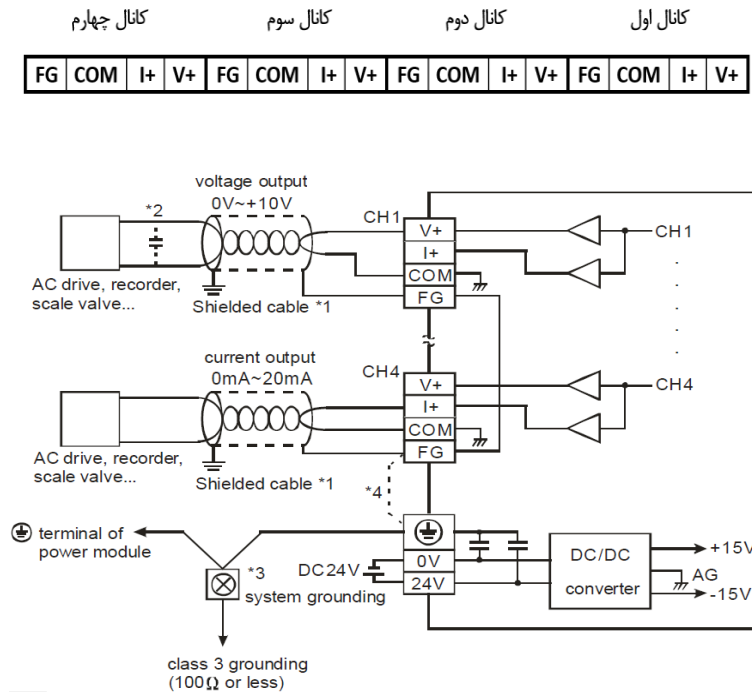 کانال اول کانال دوم کانال سوم کانال چهارم
FG COM I+ V+ FG COM I+ V+ FG COM I+ V+ FG COM I+ V+
voltage output
0V~+10V
*2
CH1
V+
I+
COM
FG
CH1
AC drive, recorder,
scale valve...
Shielded cable *1
current output
0mA~20mA
CH4
V+
I+
COM
FG
CH4
AC drive, recorder,
scale valve...
Shielded cable *1
*4
terminal of
power module
*3
system grounding
DC24V
0V
24V
DC/DC
converter
+15V
AG
-15V
class 3 grounding
(100Ω or less)